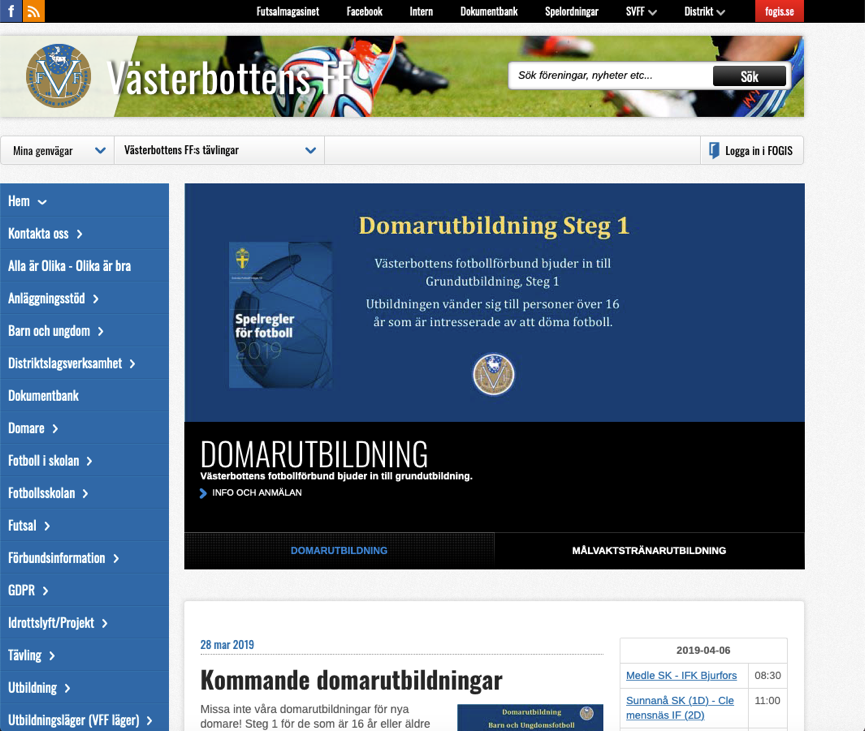 f
Futsalmagasinet Facebook Intern Dokumentbank Spelordningar SVFF Distrikt fogis.se
Västerbottens FF
VFF
Sök föreningar, nyheter etc... Sök
Mina genvägar Västerbottens FF:s tävlingar Logga in i FOGIS
Hem
Kontakta oss
Alla är Olika - Olika är bra
Anläggningsstöd
Barn och ungdom
Distriktslagsverksamhet
Dokumentbank
Domare
Fotboll i skolan
Fotbollsskolan
Futsal
Förbundsinformation
GDPR
Idrottslyft/Projekt
Tävling
Utbildning
Utbildningsläger (VFF läger)
Domarutbildning Steg 1
Västerbottens fotbollförbund bjuder in till
Grundutbildning, Steg 1
Utbildningen vänder sig till personer över 16
år som är intresserade av att döma fotboll.
Spelregler
för fotboll
2019
DOMARUTBILDNING
Västerbottens fotbollförbund bjuder in till grundutbildning.
INFO OCH ANMÄLAN
DOMARUTBILDNING MÅLVAKTSTRÄNARUTBILDNING
28 mar 2019
Kommande domarutbildningar
Missa inte våra domarutbildningar för nya
domare! Steg 1 för de som är 16 år eller äldre
Domarutbildning
Barn och Ungdomsfotboll
2019-04-06
Medle SK - IFK Bjurfors 08:30
Sunnanå SK (1D) - Cle 11:00
mensnäs IF (2D)